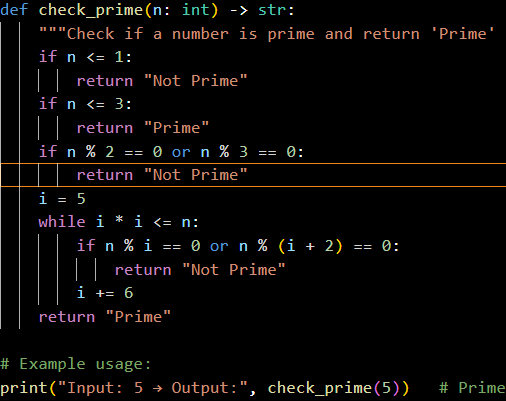 def check_prime(n: int) -> str:
    """Check if a number is prime and return 'Prime'
    if n <= 1:
        return "Not Prime"
    if n <= 3:
        return "Prime"
    if n % 2 == 0 or n % 3 == 0:
        return "Not Prime"
    i = 5
    while i * i <= n:
        if n % i == 0 or n % (i + 2) == 0:
            return "Not Prime"
        i += 6
    return "Prime"

# Example usage:
print("Input: 5 → Output:", check_prime(5))   # Prime